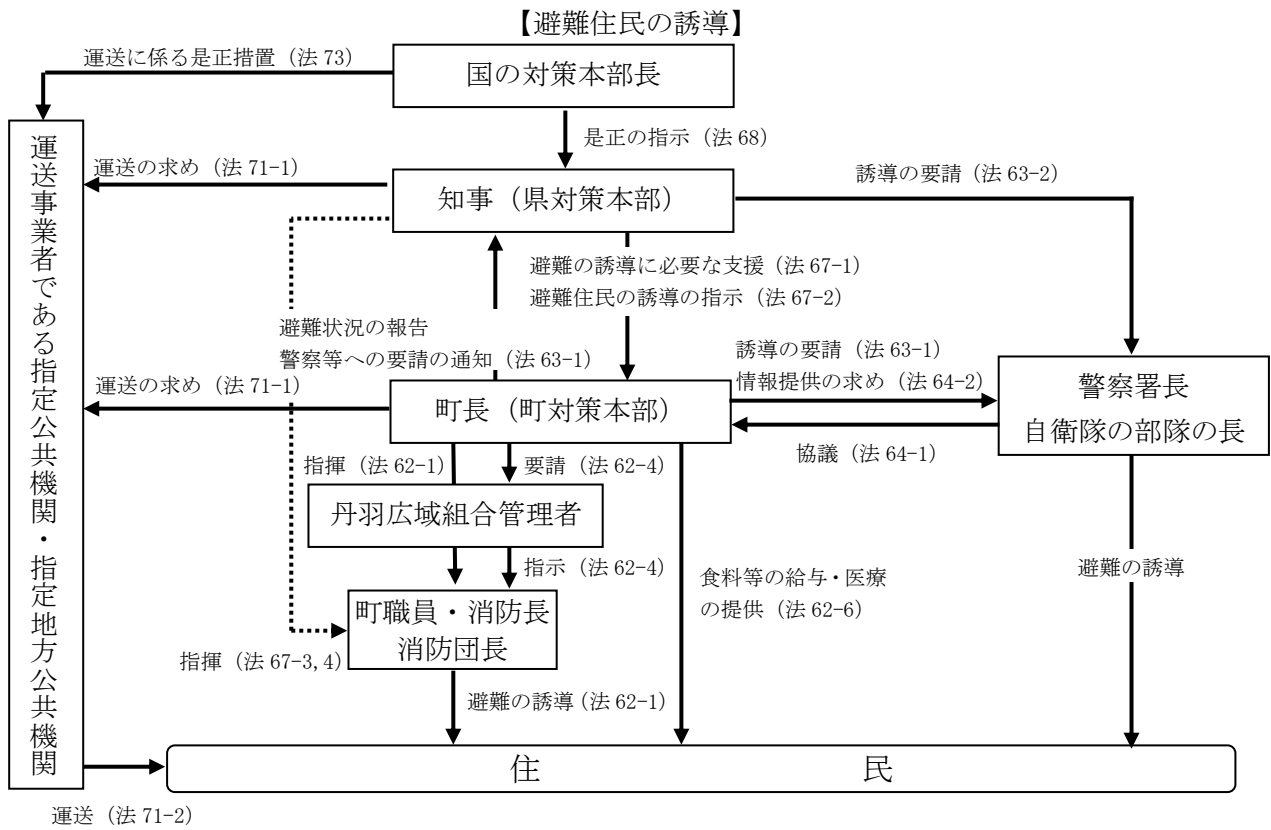 【避難住民の誘導】
運送に係る是正措置（法 73）
国の対策本部長
是正の指示（法 68）
運送事業者である指定公共機関・指定地方公共機関
運送の求め（法 71-1）
知事（県対策本部）
誘導の要請（法 63-2）
避難の誘導に必要な支援（法 67-1）
避難住民の誘導の指示（法 67-2）
避難状況の報告
警察等への要請の通知（法 63-1）
誘導の要請（法 63-1）
情報提供の求め（法 64-2）
運送の求め（法 71-1）
町長（町対策本部）
警察署長
自衛隊の部隊の長
協議（法 64-1）
指揮（法 62-1）
要請（法 62-4）
丹羽広域組合管理者
指示（法 62-4）
食料等の給与・医療
の提供（法 62-6）
避難の誘導
町職員・消防長
消防団長
指揮（法 67-3,4）
避難の誘導（法 62-1）
住民
運送（法 71-2）